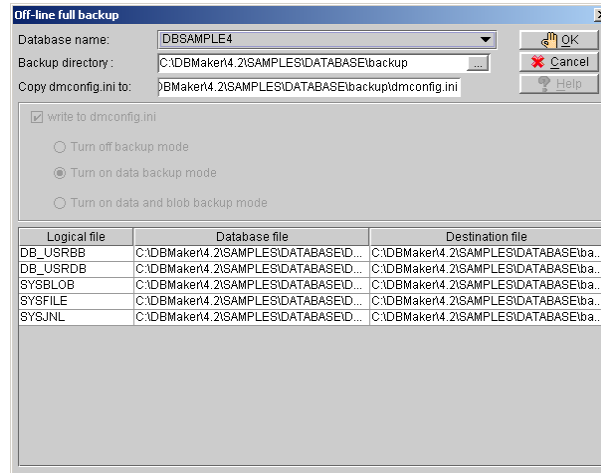 Off-line full backup
Database name: DBSAMPLE4 OK
Backup directory : C:\DBMaker\4.2\SAMPLES\DATABASE\backup ... Cancel
Copy dmconfig.ini to: DBMaker\4.2\SAMPLES\DATABASE\backup\dmconfig.ini Help
write to dmconfig.ini
Turn off backup mode
Turn on data backup mode
Turn on data and blob backup mode
Logical file Database file Destination file
DB_USRBB C:\DBMaker\4.2\SAMPLES\DATABASE\D... C:\DBMaker\4.2\SAMPLES\DATABASE\ba...
DB_USRDB C:\DBMaker\4.2\SAMPLES\DATABASE\D... C:\DBMaker\4.2\SAMPLES\DATABASE\ba...
SYSBLOB C:\DBMaker\4.2\SAMPLES\DATABASE\D... C:\DBMaker\4.2\SAMPLES\DATABASE\ba...
SYSFILE C:\DBMaker\4.2\SAMPLES\DATABASE\D... C:\DBMaker\4.2\SAMPLES\DATABASE\ba...
SYSJNL C:\DBMaker\4.2\SAMPLES\DATABASE\D... C:\DBMaker\4.2\SAMPLES\DATABASE\ba...